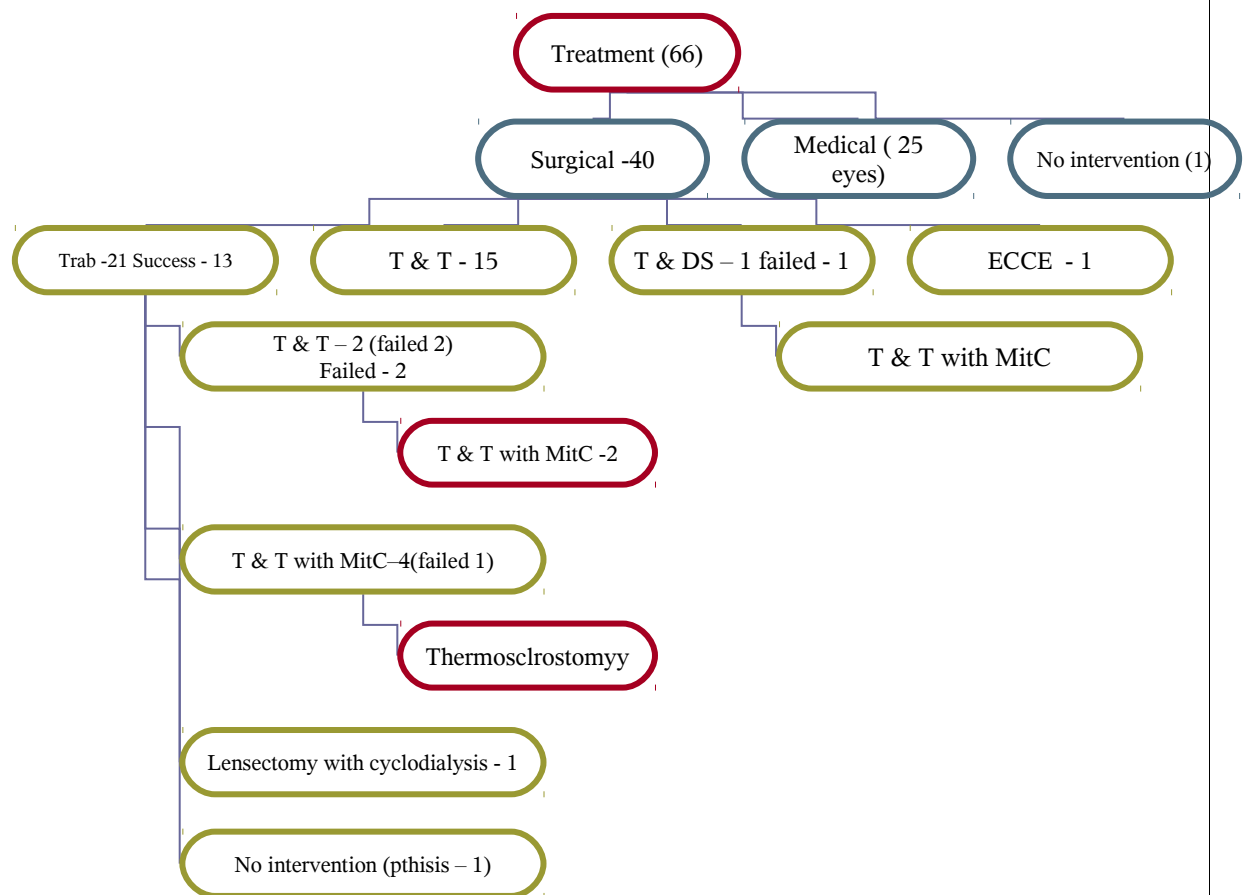 Treatment (66)
Surgical -40
Medical ( 25
eyes)
No intervention (1)
Trab -21 Success - 13
T & T - 15
T & DS – 1 failed - 1
ECCE - 1
T & T – 2 (failed 2)
Failed - 2
T & T with MitC
T & T with MitC -2
T & T with MitC–4(failed 1)
Thermosclrostomyy
Lensectomy with cyclodialysis - 1
No intervention (pthisis – 1)